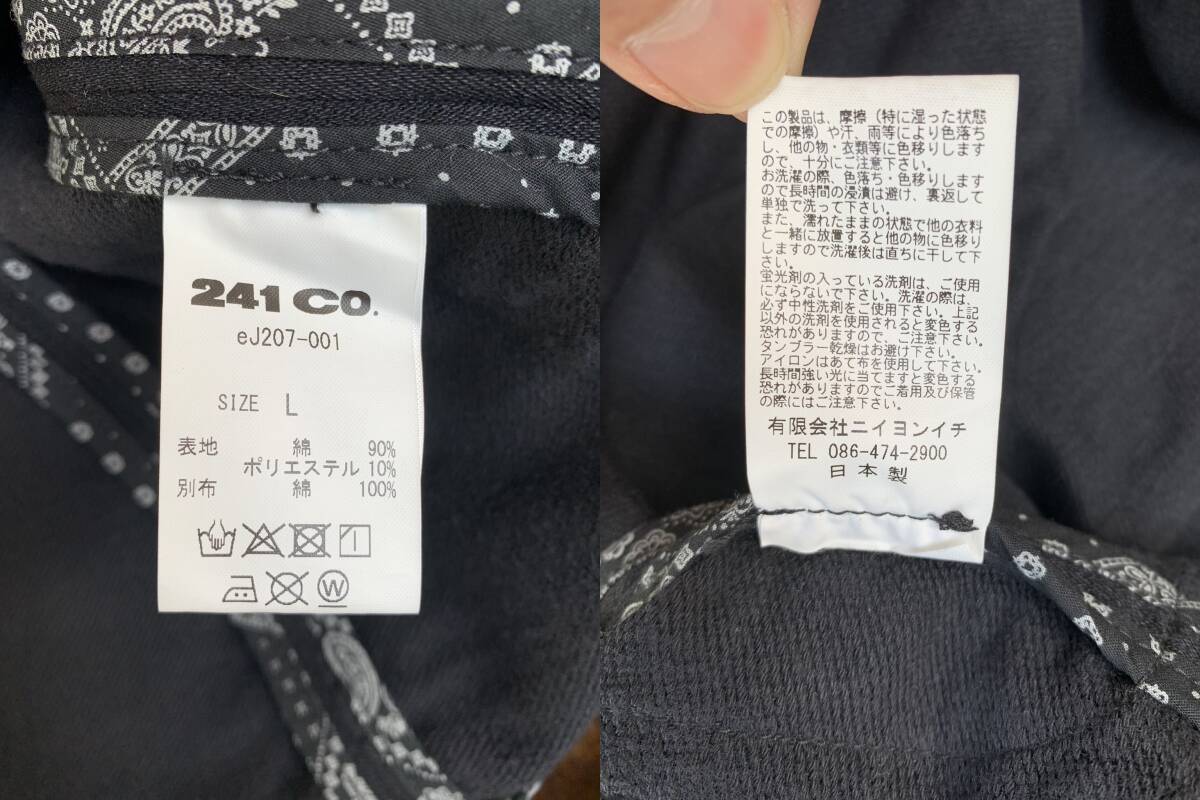 241 CO.
eJ207-001
SIZE L
表地 綿 90%
ポリエステル 10%
別布 綿 100%
W
この製品は、摩擦（特に湿った状態
での摩擦）や汗、雨等により色落ち
し、他の物・衣類等に色移りします
ので、十分にご注意下さい。
お洗濯の際、色落ち・色移りします
ので長時間の浸漬は避け、裏返して
単独で洗って下さい。
また、濡れたままの状態で他の衣料
と一緒に放置すると他の物に色移り
しますので洗濯後は直ちに干して下
さい。
蛍光剤の入っている洗剤は、ご使用
にならないで下さい。洗濯の際は、
必ず中性洗剤をご使用下さい。上記
以外の洗剤を使用されると変色する
恐れがありますので、ご注意下さい。
タンブラー乾燥はお避け下さい。
アイロンはあて布を使用して下さい。
長時間強い光に当てますと変色する
恐れがありますのでご着用及び保管
の際にはご注意下さい。
有限会社ニイヨンイチ
TEL 086-474-2900
日本製